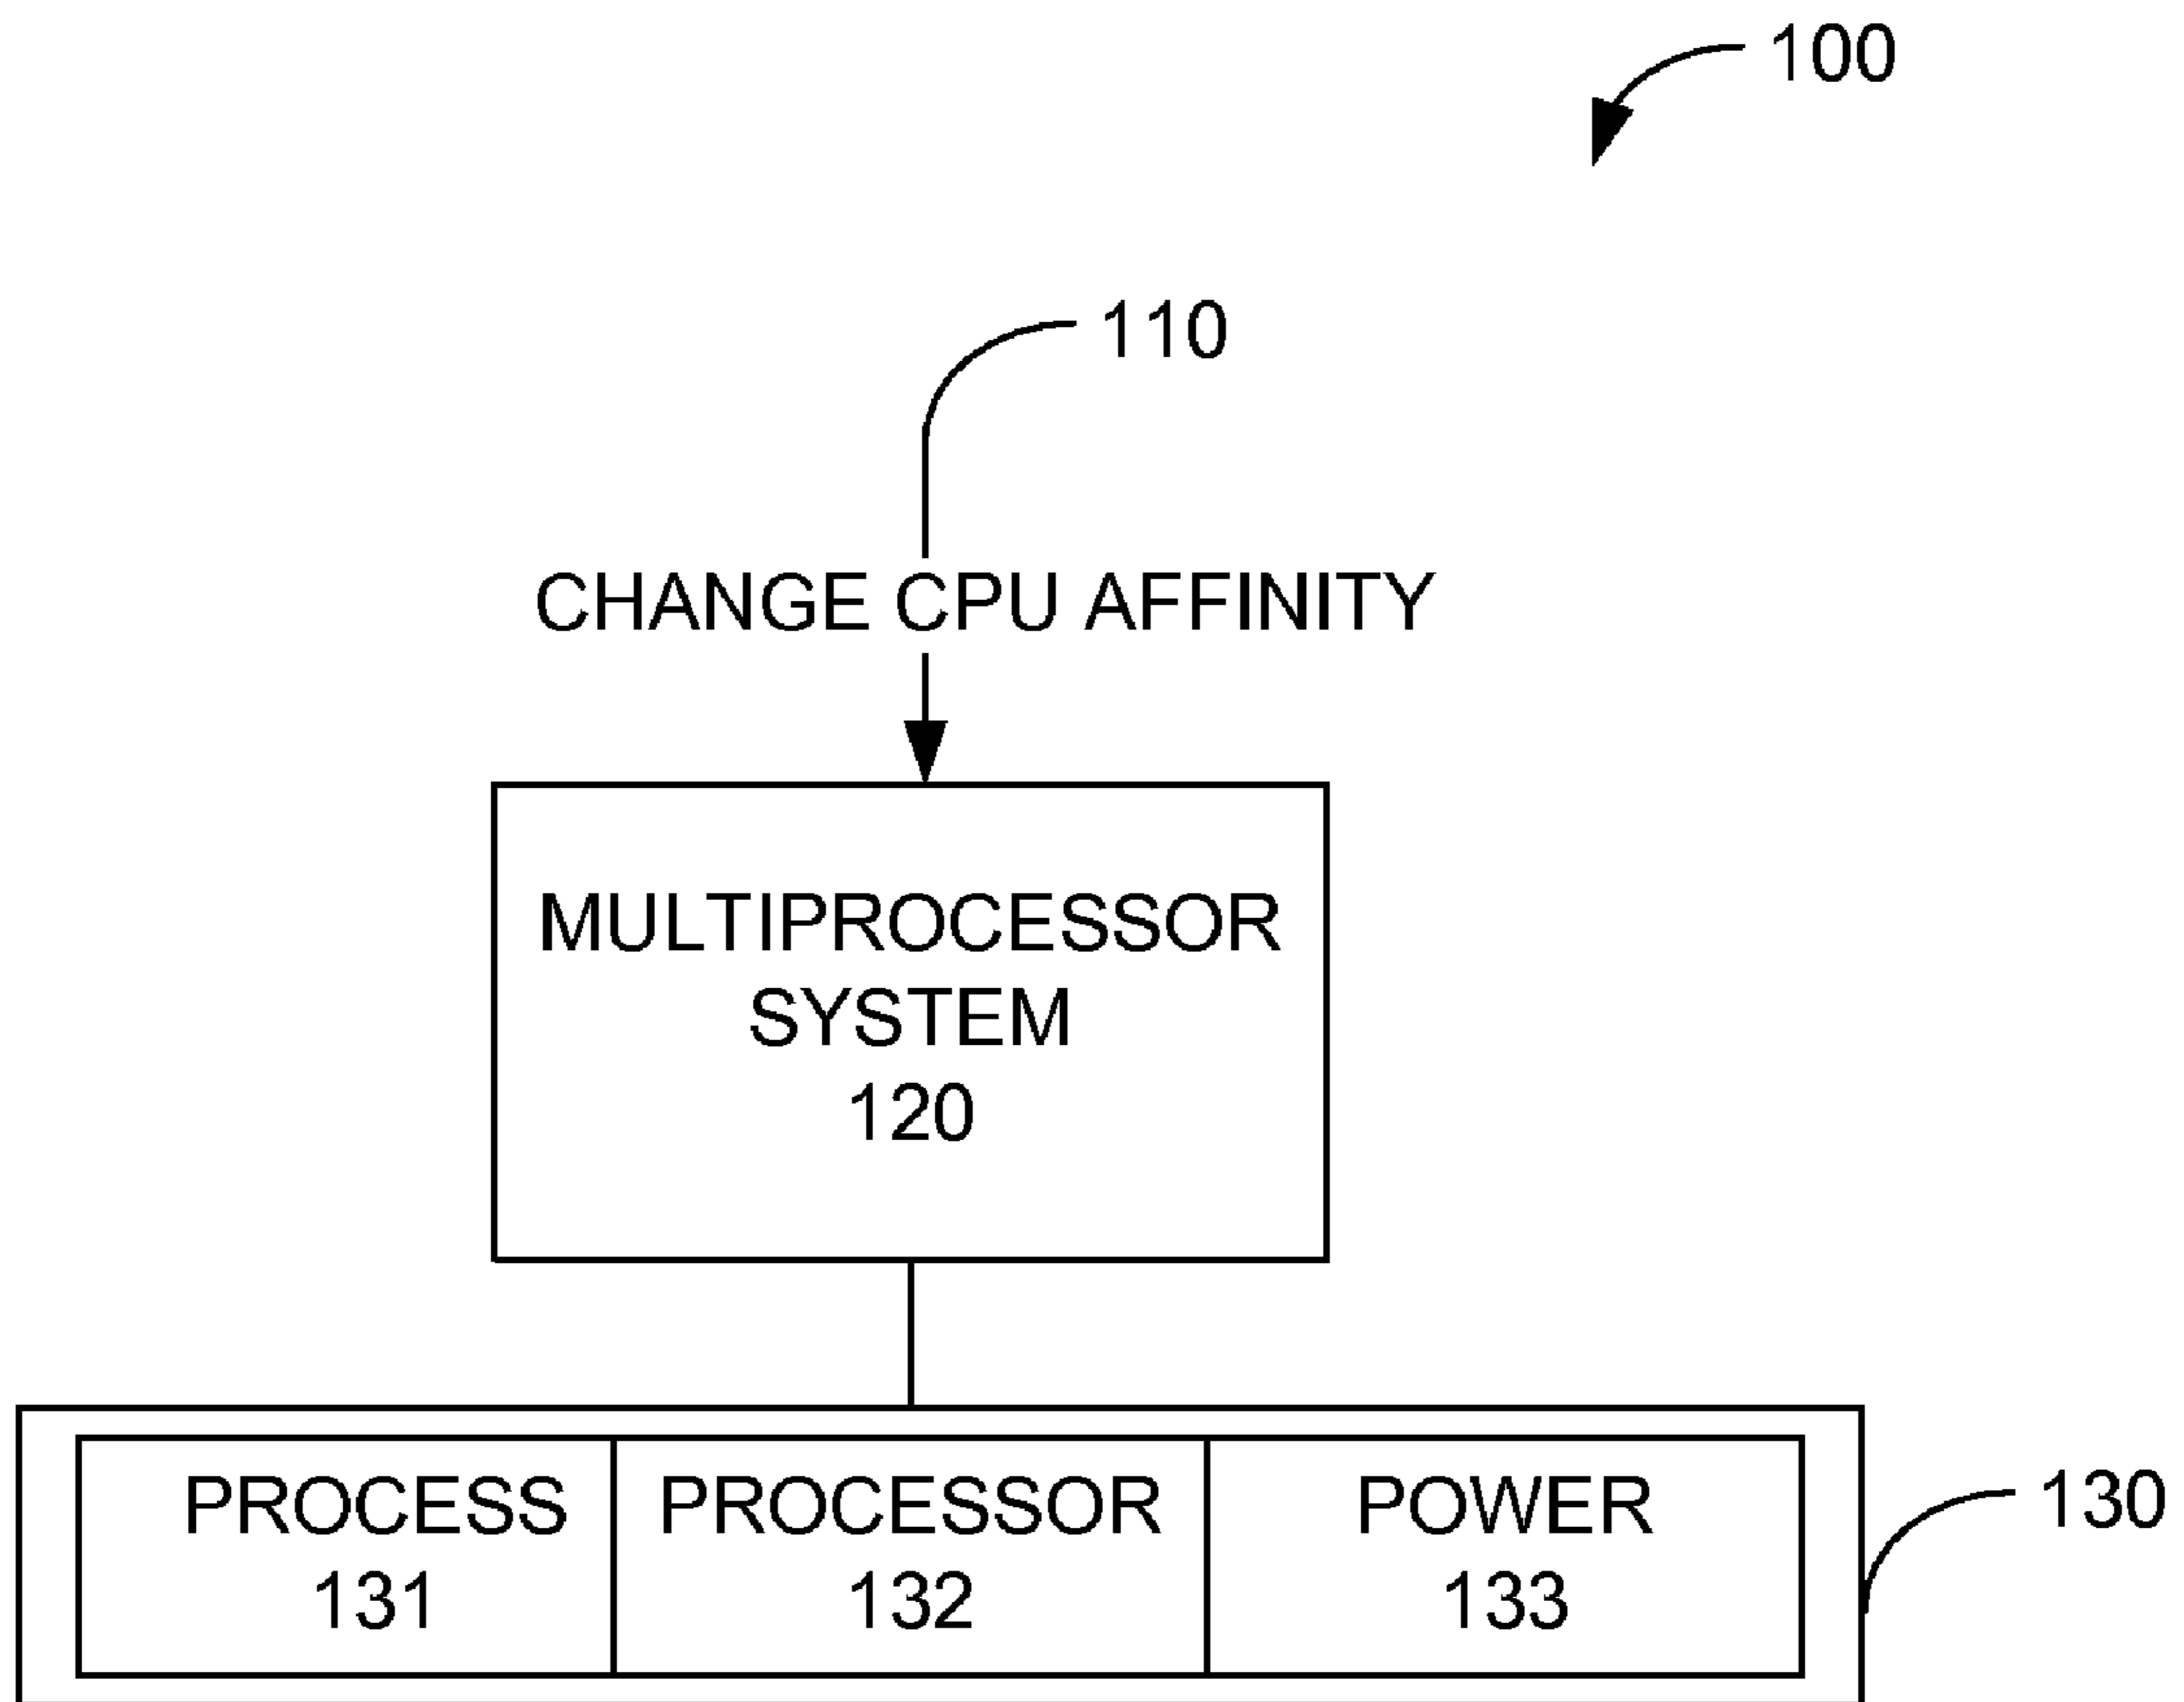 100
110
CHANGE CPU AFFINITY
MULTIPROCESSOR
SYSTEM
120
PROCESS PROCESSOR POWER
130
131 132 133